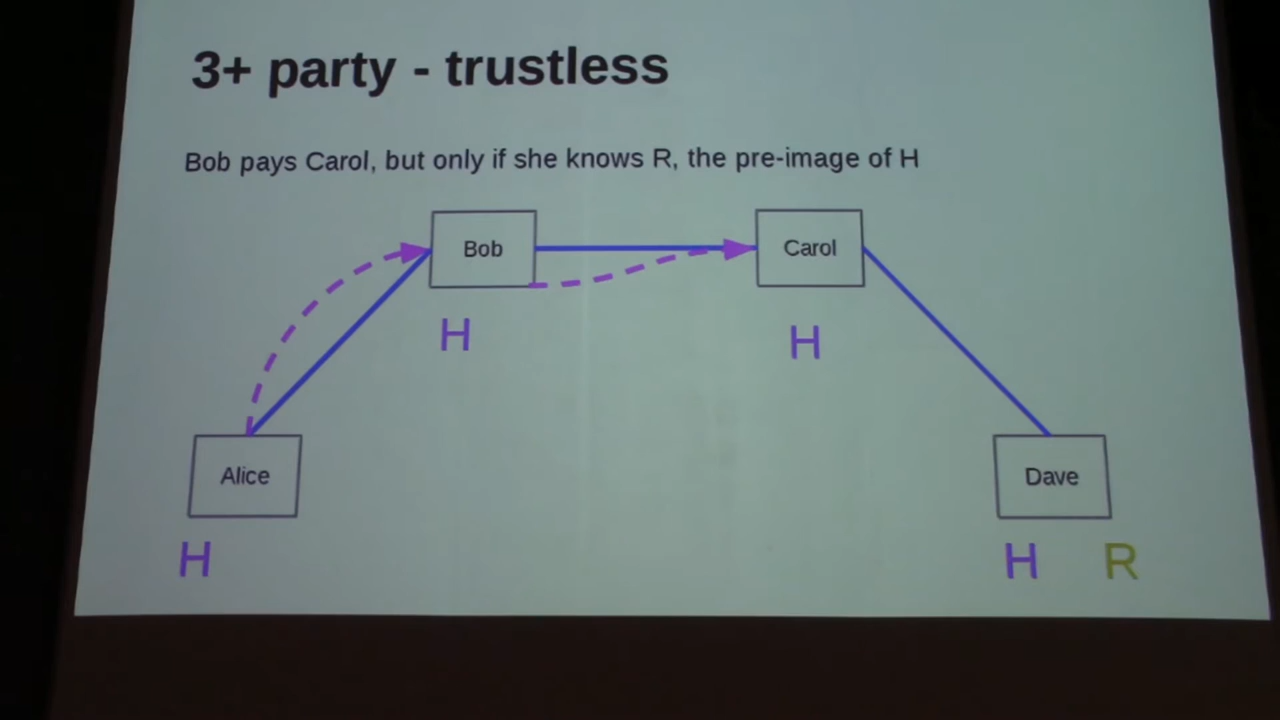 3+ party - trustless
Bob pays Carol, but only if she knows R, the pre-image of H
Bob
Carol
H
H
Alice
Dave
H
H R